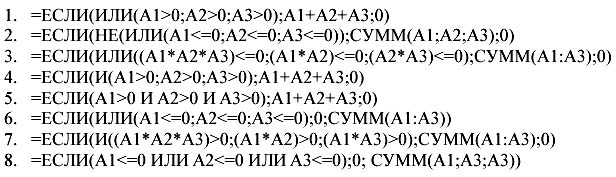 1. =ЕСЛИ(ИЛИ(A1>0;A2>0;A3>0);A1+A2+A3;0)
2. =ЕСЛИ(НЕ(ИЛИ(A1<=0;A2<=0;A3<=0));СУММ(A1;A2;A3);0)
3. =ЕСЛИ(ИЛИ((A1*A2*A3)<=0;(A1*A2)<=0;(A2*A3)<=0);СУММ(A1:A3);0)
4. =ЕСЛИ(И(A1>0;A2>0;A3>0);A1+A2+A3;0)
5. =ЕСЛИ(A1>0 И A2>0 И A3>0);A1+A2+A3;0)
6. =ЕСЛИ(ИЛИ(A1<=0;A2<=0;A3<=0);0;СУММ(A1:A3))
7. =ЕСЛИ(И((A1*A2*A3)>0;(A1*A2)>0;(A1*A3)>0);СУММ(A1:A3);0)
8. =ЕСЛИ(A1<=0 ИЛИ A2<=0 ИЛИ A3<=0);0; СУММ(A1;A3;A3))